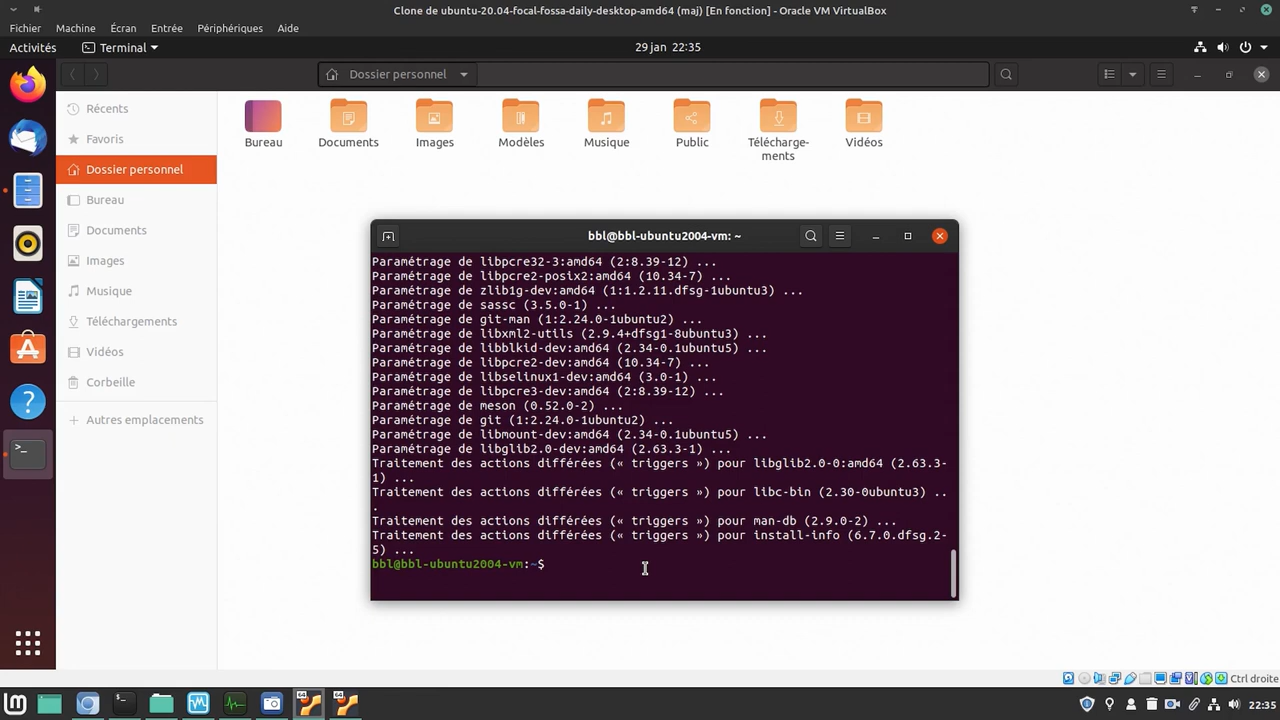 Clone de ubuntu-20.04-focal-fossa-daily-desktop-amd64 (maj) [En fonction] - Oracle VM VirtualBox
Fichier Machine Écran Entrée Périphériques Aide
Activités Terminal 29 jan 22:35
Dossier personnel
Récents
Favoris
Dossier personnel
Bureau
Documents
Images
Musique
Téléchargements
Vidéos
Corbeille
+ Autres emplacements
Bureau Documents Images Modèles Musique Public Télécharge- Vidéos
ments
bbl@bbl-ubuntu2004-vm: ~
Paramétrage de libpcre32-3:amd64 (2:8.39-12) ...
Paramétrage de libpcre2-posix2:amd64 (10.34-7) ...
Paramétrage de zlib1g-dev:amd64 (1:1.2.11.dfsg-1ubuntu3) ...
Paramétrage de sassc (3.5.0-1) ...
Paramétrage de git-man (1:2.24.0-1ubuntu2) ...
Paramétrage de libxml2-utils (2.9.4+dfsg1-8ubuntu3) ...
Paramétrage de libblkid-dev:amd64 (2.34-0.1ubuntu5) ...
Paramétrage de libpcre2-dev:amd64 (10.34-7) ...
Paramétrage de libselinux1-dev:amd64 (3.0-1) ...
Paramétrage de libpcre3-dev:amd64 (2:8.39-12) ...
Paramétrage de meson (0.52.0-2) ...
Paramétrage de git (1:2.24.0-1ubuntu2) ...
Paramétrage de libmount-dev:amd64 (2.34-0.1ubuntu5) ...
Paramétrage de libglib2.0-dev:amd64 (2.63.3-1) ...
Traitement des actions différées (« triggers ») pour libglib2.0-0:amd64 (2.63.3-
1) ...
Traitement des actions différées (« triggers ») pour libc-bin (2.30-0ubuntu3) ..
.
Traitement des actions différées (« triggers ») pour man-db (2.9.0-2) ...
Traitement des actions différées (« triggers ») pour install-info (6.7.0.dfsg.2-
5) ...
bbl@bbl-ubuntu2004-vm:~$
Ctrl droite
22:35